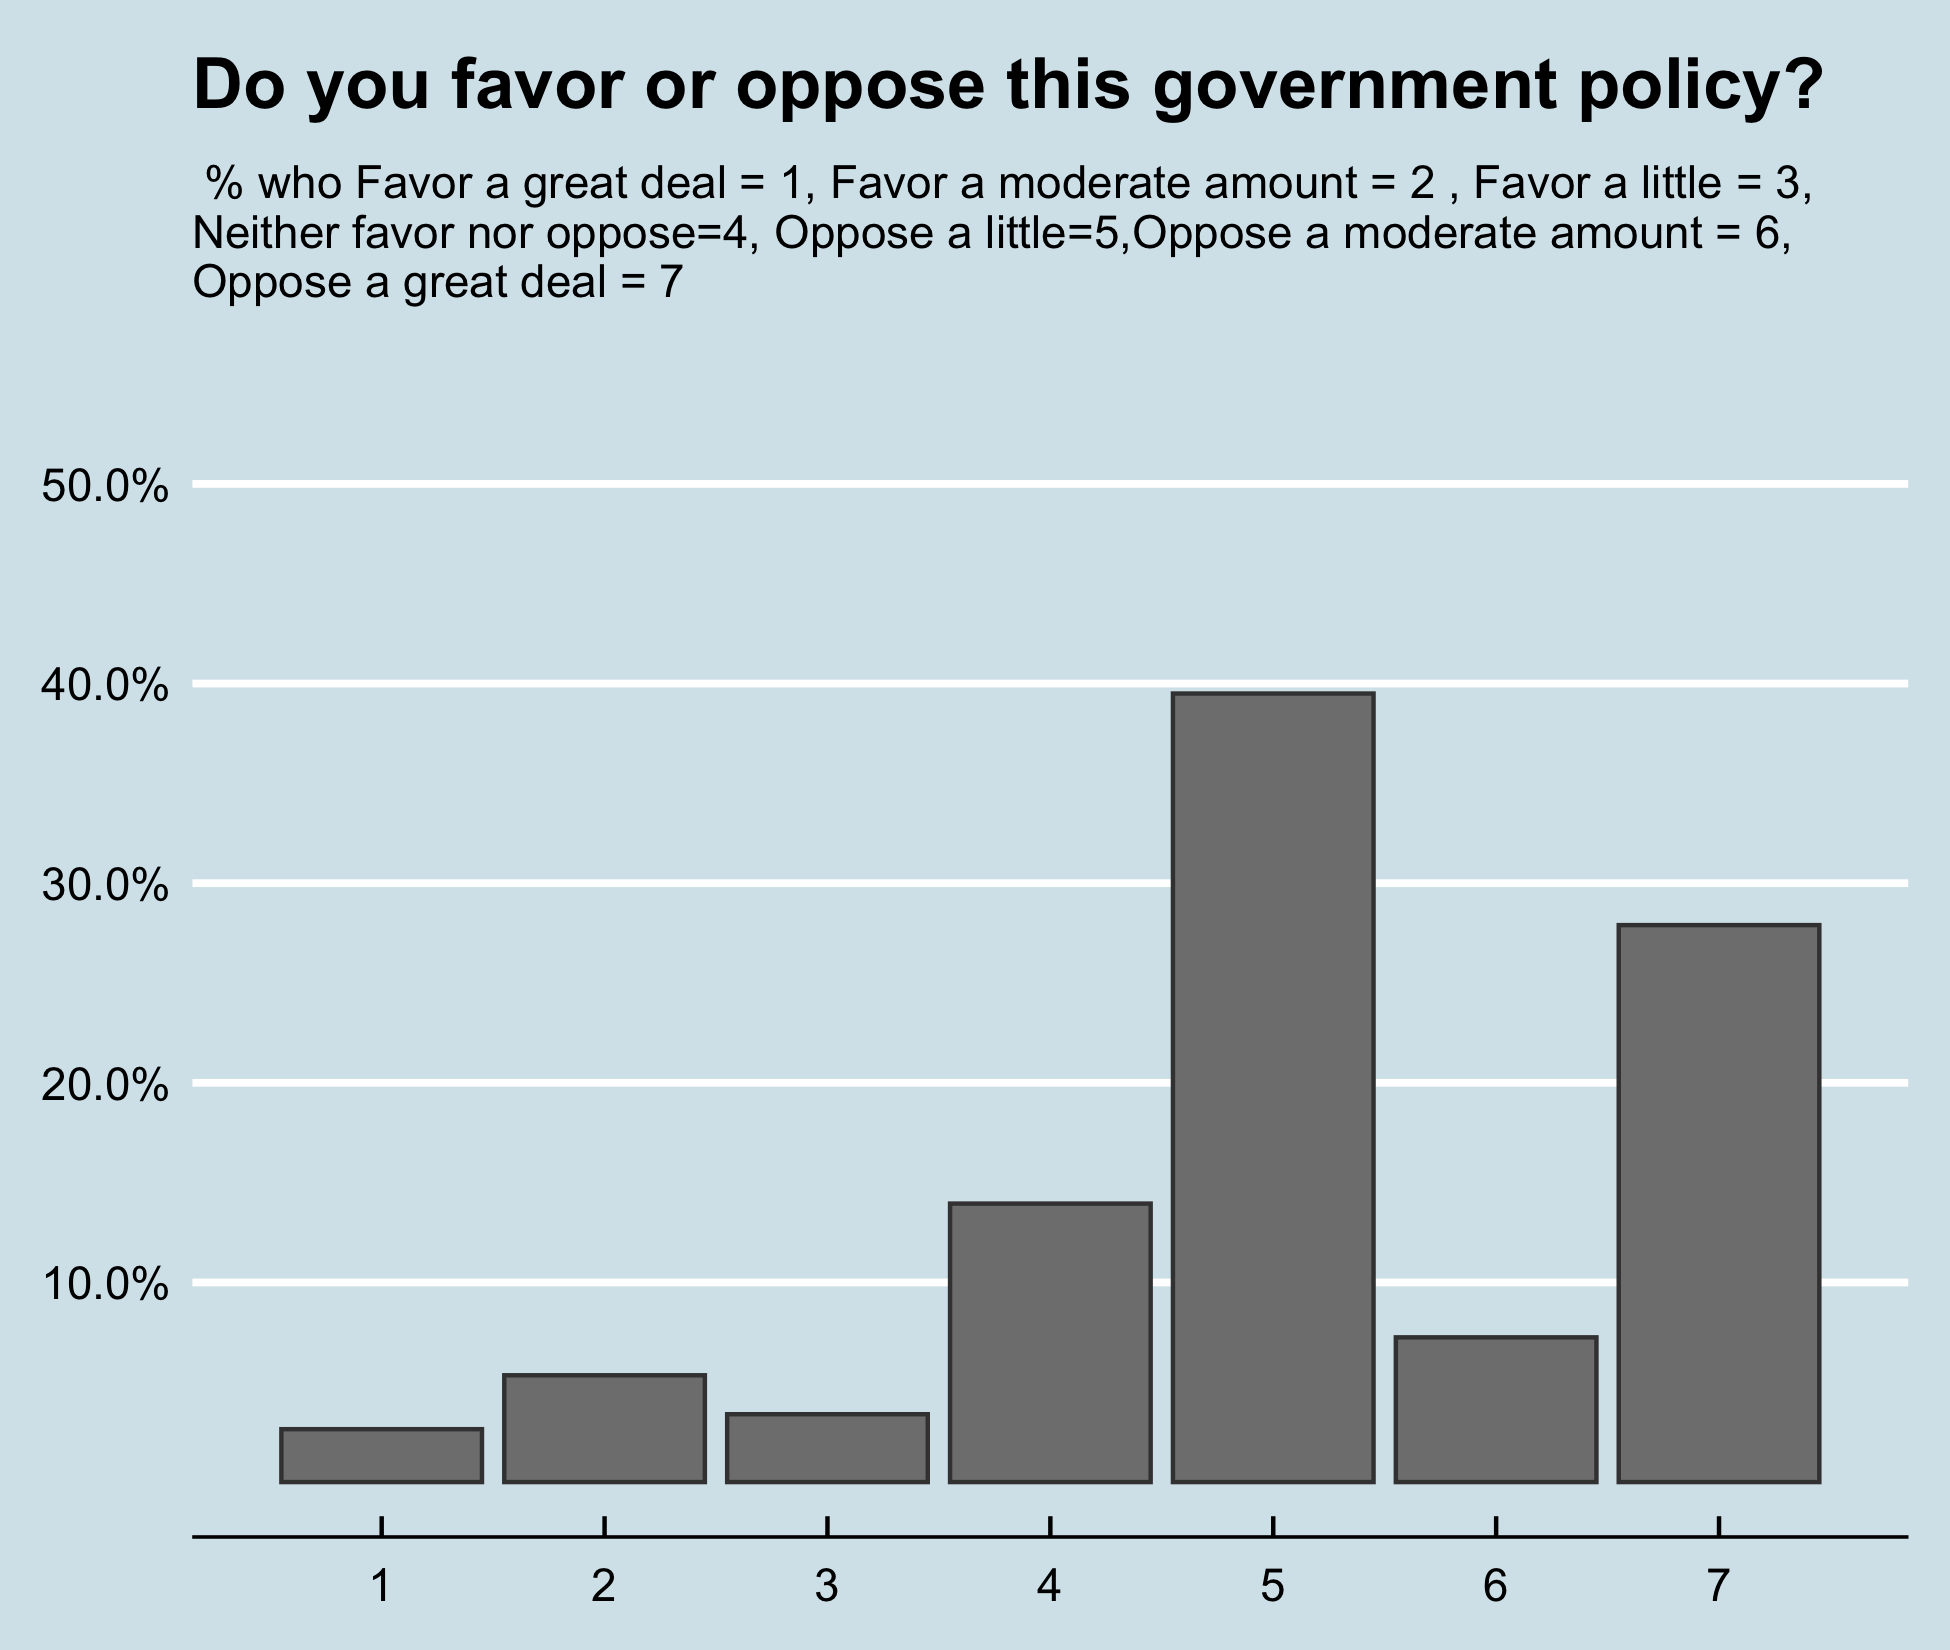 Do you favor or oppose this government policy?
% who Favor a great deal = 1, Favor a moderate amount = 2 , Favor a little = 3,
Neither favor nor oppose=4, Oppose a little=5,Oppose a moderate amount = 6,
Oppose a great deal = 7
50.0%
40.0%
30.0%
20.0%
10.0%
1 2 3 4 5 6 7